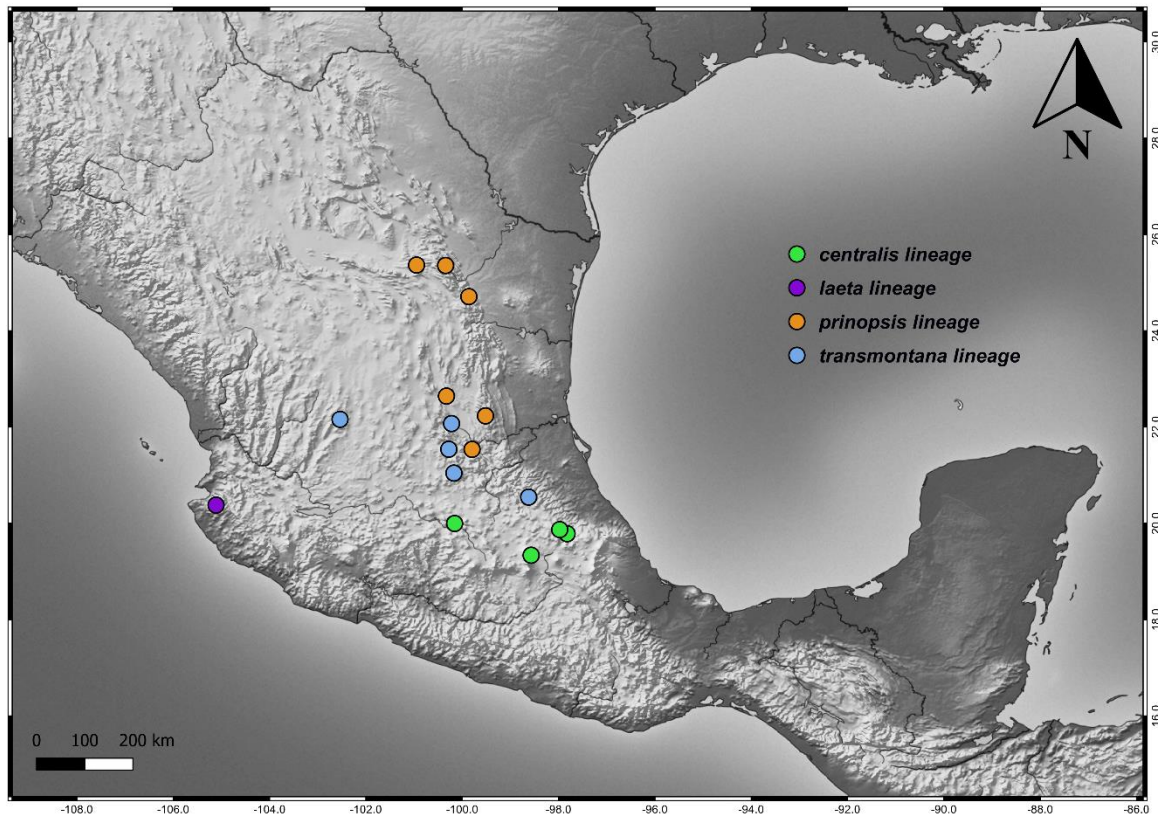 30.0
N
28.0
26.0
centralis lineage
laeta lineage
prinopsis lineage
24.0
transmontana lineage
22.0
20.0
18.0
16.0
0 100 200 km
-108.0 -106.0 -104.0 -102.0 -100.0 -98.0 -96.0 -94.0 -92.0 -90.0 -88.0 -86.0